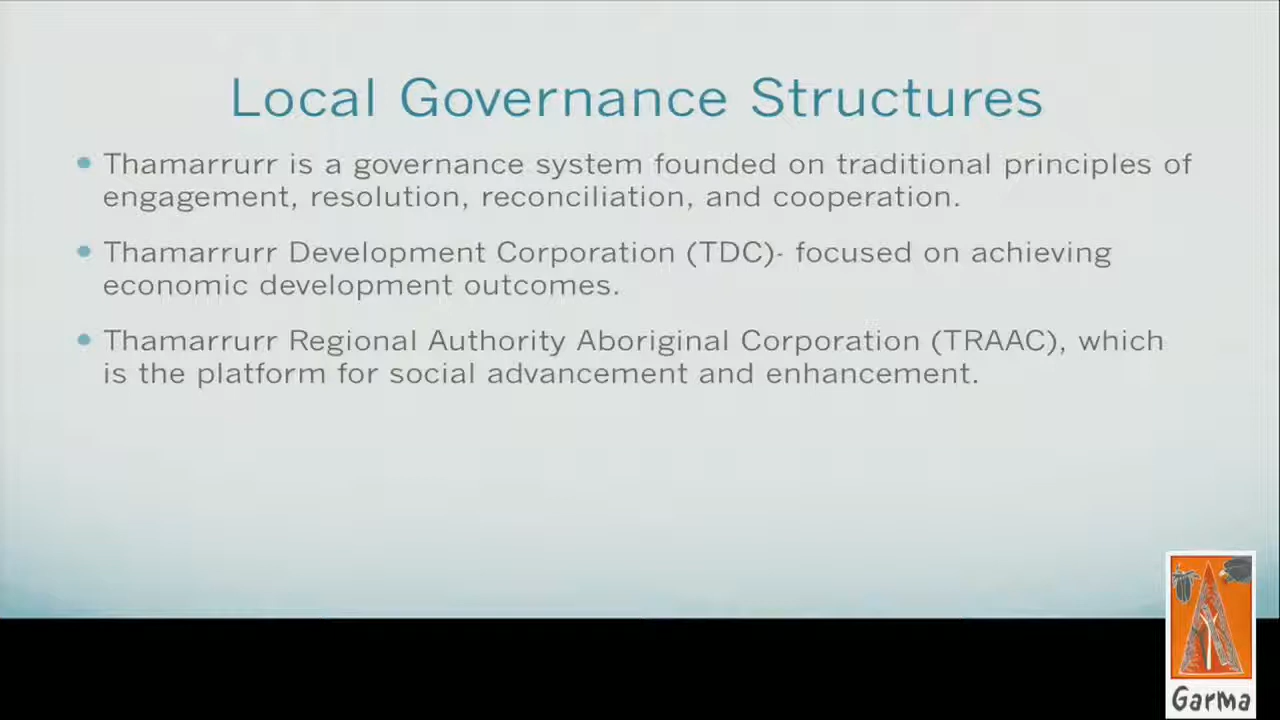 Local Governance Structures
• Thamarrurr is a governance system founded on traditional principles of
engagement, resolution, reconciliation, and cooperation.
• Thamarrurr Development Corporation (TDC)- focused on achieving
economic development outcomes.
• Thamarrurr Regional Authority Aboriginal Corporation (TRAAC), which
is the platform for social advancement and enhancement.
Garma